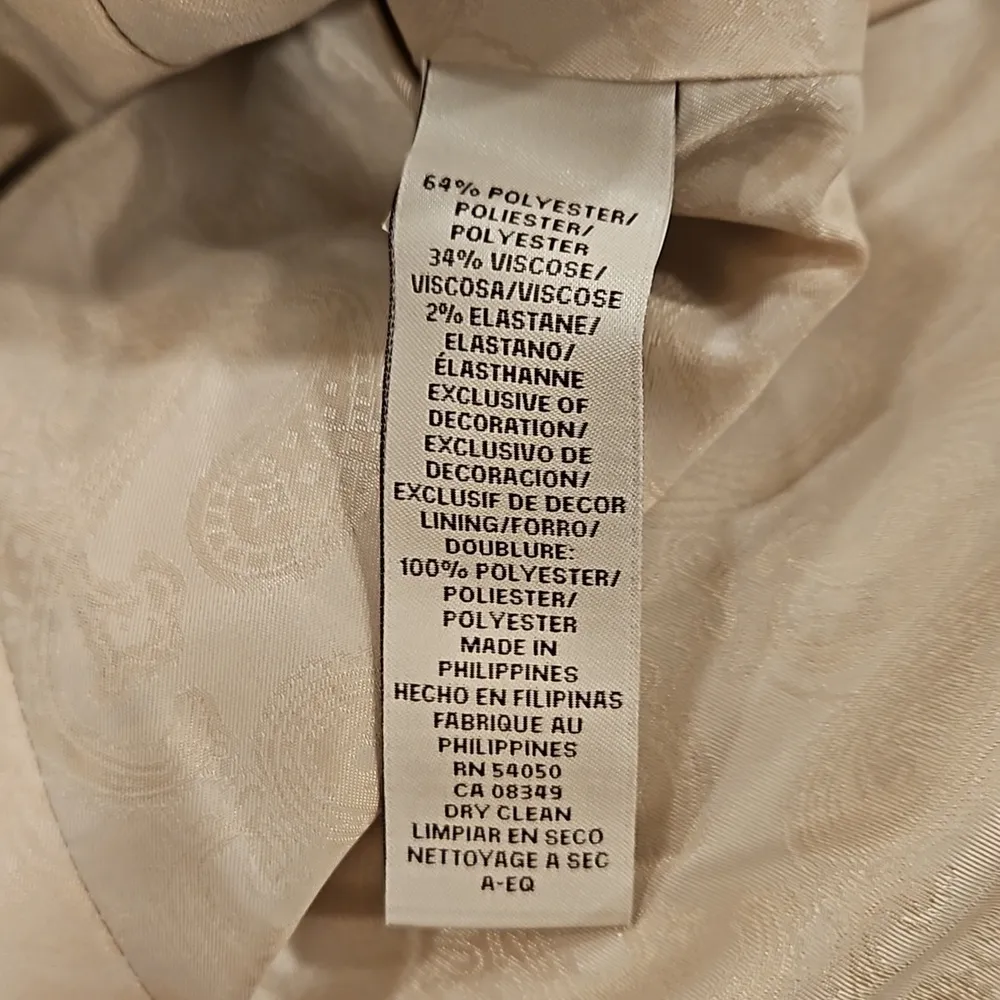 64% POLYESTER/
POLIESTER/
POLYESTER
34% VISCOSE/
VISCOSA/VISCOSE
2% ELASTANE/
ELASTANO/
ÉLASTHANNE
EXCLUSIVE OF
DECORATION/
EXCLUSIVO DE
DECORACION/
EXCLUSIF DE DECOR
LINING/FORRO/
DOUBLURE:
100% POLYESTER/
POLIESTER/
POLYESTER
MADE IN
PHILIPPINES
HECHO EN FILIPINAS
FABRIQUE AU
PHILIPPINES
RN 54050
CA 08349
DRY CLEAN
LIMPIAR EN SECO
NETTOYAGE A SEC
A-EQ